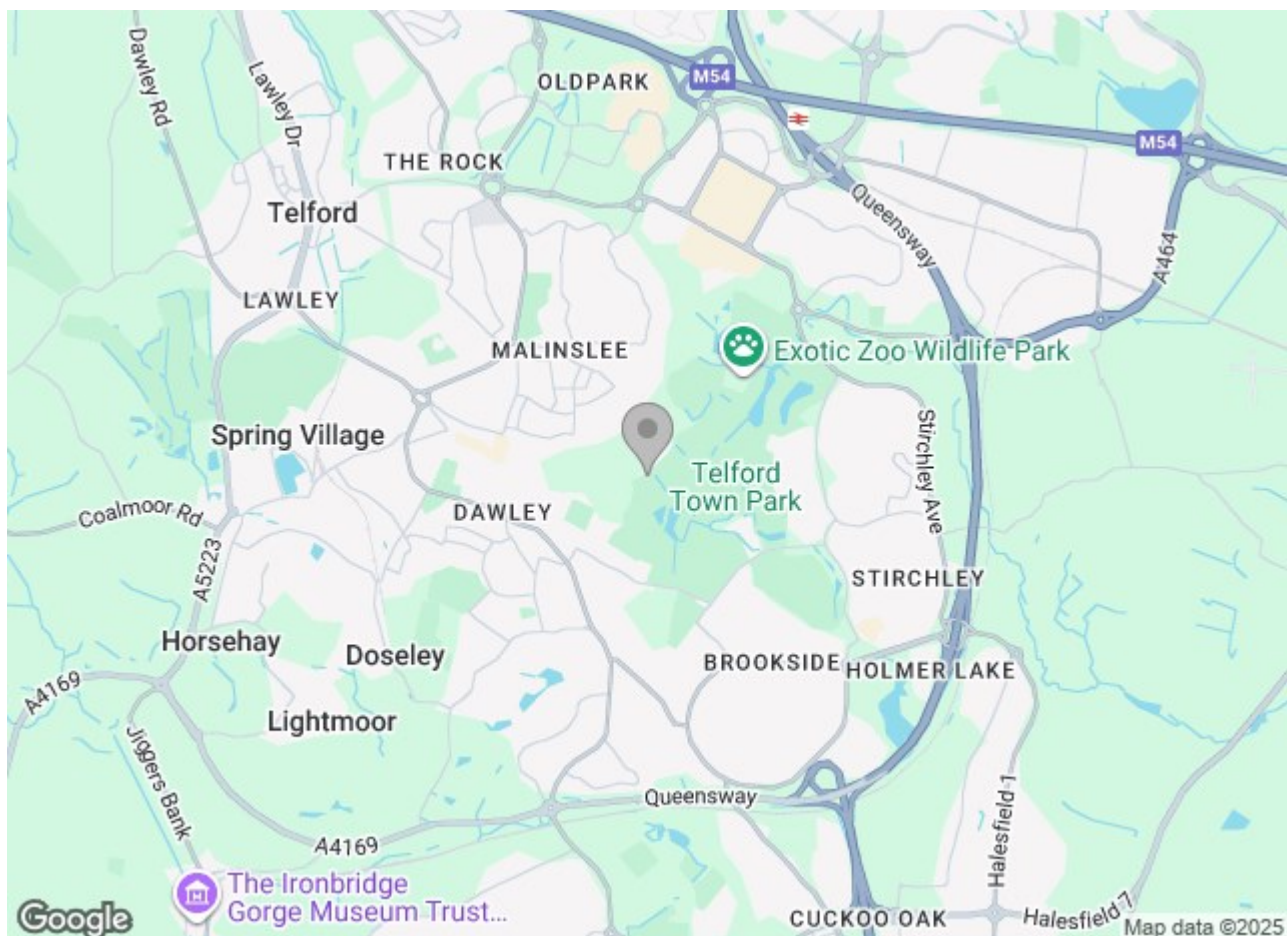 Dawley Rd
Lawley Dr
OLDPARK
M54
M54
THE ROCK
Telford
Queensway
A464
LAWLEY
MALINSLEE
Exotic Zoo Wildlife Park
Spring Village
Stirchley Ave
Telford
Town Park
Coalmoor Rd
DAWLEY
A5223
STIRCHLEY
Horsehay
Doseley
BROOKSIDE
HOLMER LAKE
A4169
Lightmoor
Jiggers Bank
Queensway
Halesfield 1
A4169
The Ironbridge
Gorge Museum Trust...
CUCKOO OAK
Halesfield 7
Google
Map data ©2025